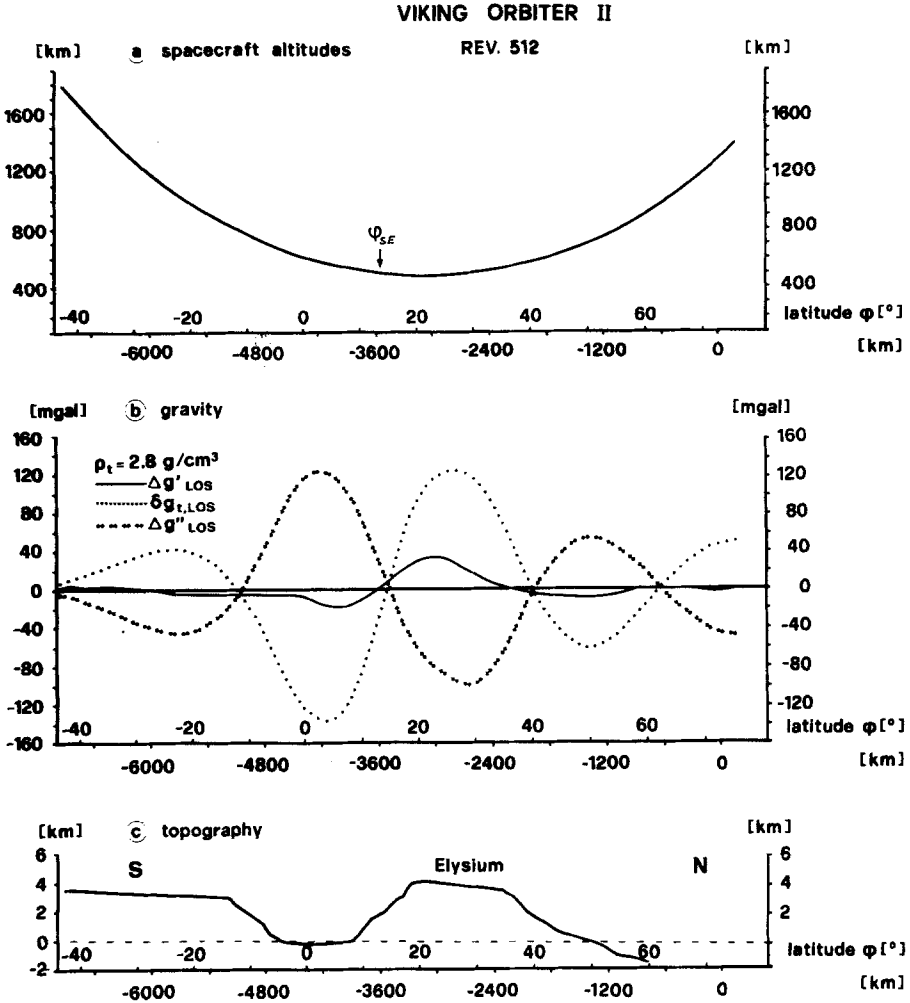 VIKING ORBITER II
[km] a spacecraft altitudes REV. 512 [km]
1600 1600
1200 1200
800 800
φSE
400 400
-40 -20 0 20 40 60 latitude φ[°]
-6000 -4800 -3600 -2400 -1200 0 [km]
[mgal] b gravity [mgal]
160 160
ρt = 2.8 g/cm³
120 120
Δg'LOS
80 δgt,LOS 80
Δg"LOS
40 40
0 0
-40 -40
-80 -80
-120 -120
-40 -20 0 20 40 60 latitude φ[°]
-160
-6000 -4800 -3600 -2400 -1200 0 [km]
[km] c topography [km]
6 S Elysium N 6
4 4
2 2
0
-40 -20 0 20 40 60 latitude φ[°]
-2
-6000 -4800 -3600 -2400 -1200 0 [km]